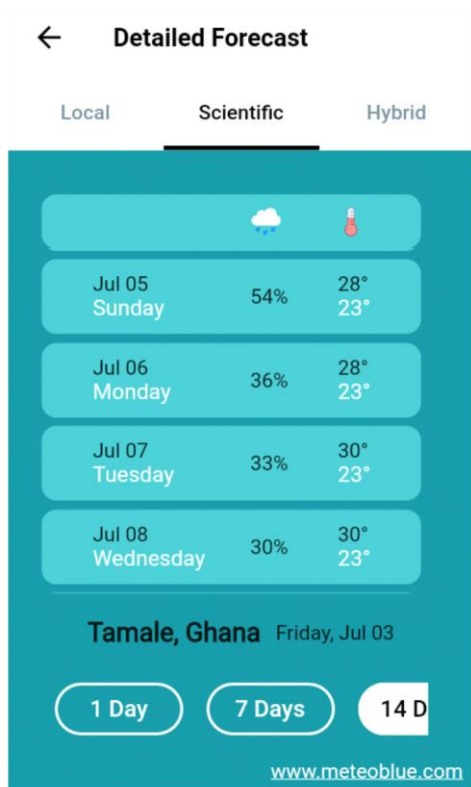 Detailed Forecast
Local Scientific Hybrid
Jul 05
Sunday
54%
28°
23°
Jul 06
Monday
36%
28°
23°
Jul 07
Tuesday
33%
30°
23°
Jul 08
Wednesday
30%
30°
23°
Tamale, Ghana Friday, Jul 03
1 Day 7 Days 14 D
www.meteoblue.com